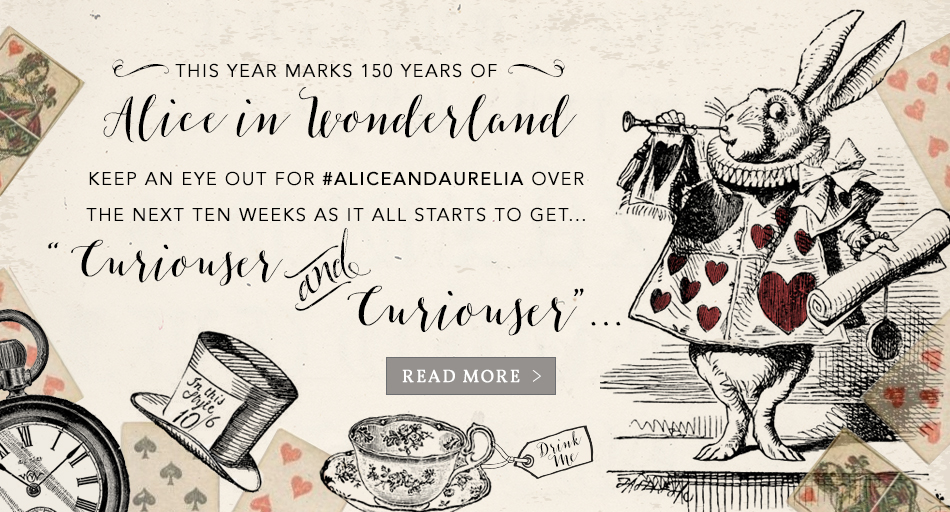 THIS YEAR MARKS 150 YEARS OF
Alice in Wonderland
KEEP AN EYE OUT FOR #ALICEANDAURELIA OVER
THE NEXT TEN WEEKS AS IT ALL STARTS TO GET...
“Curiouser and
Curiouser”...
READ MORE >
In this
Style
10/6
Drink
Me